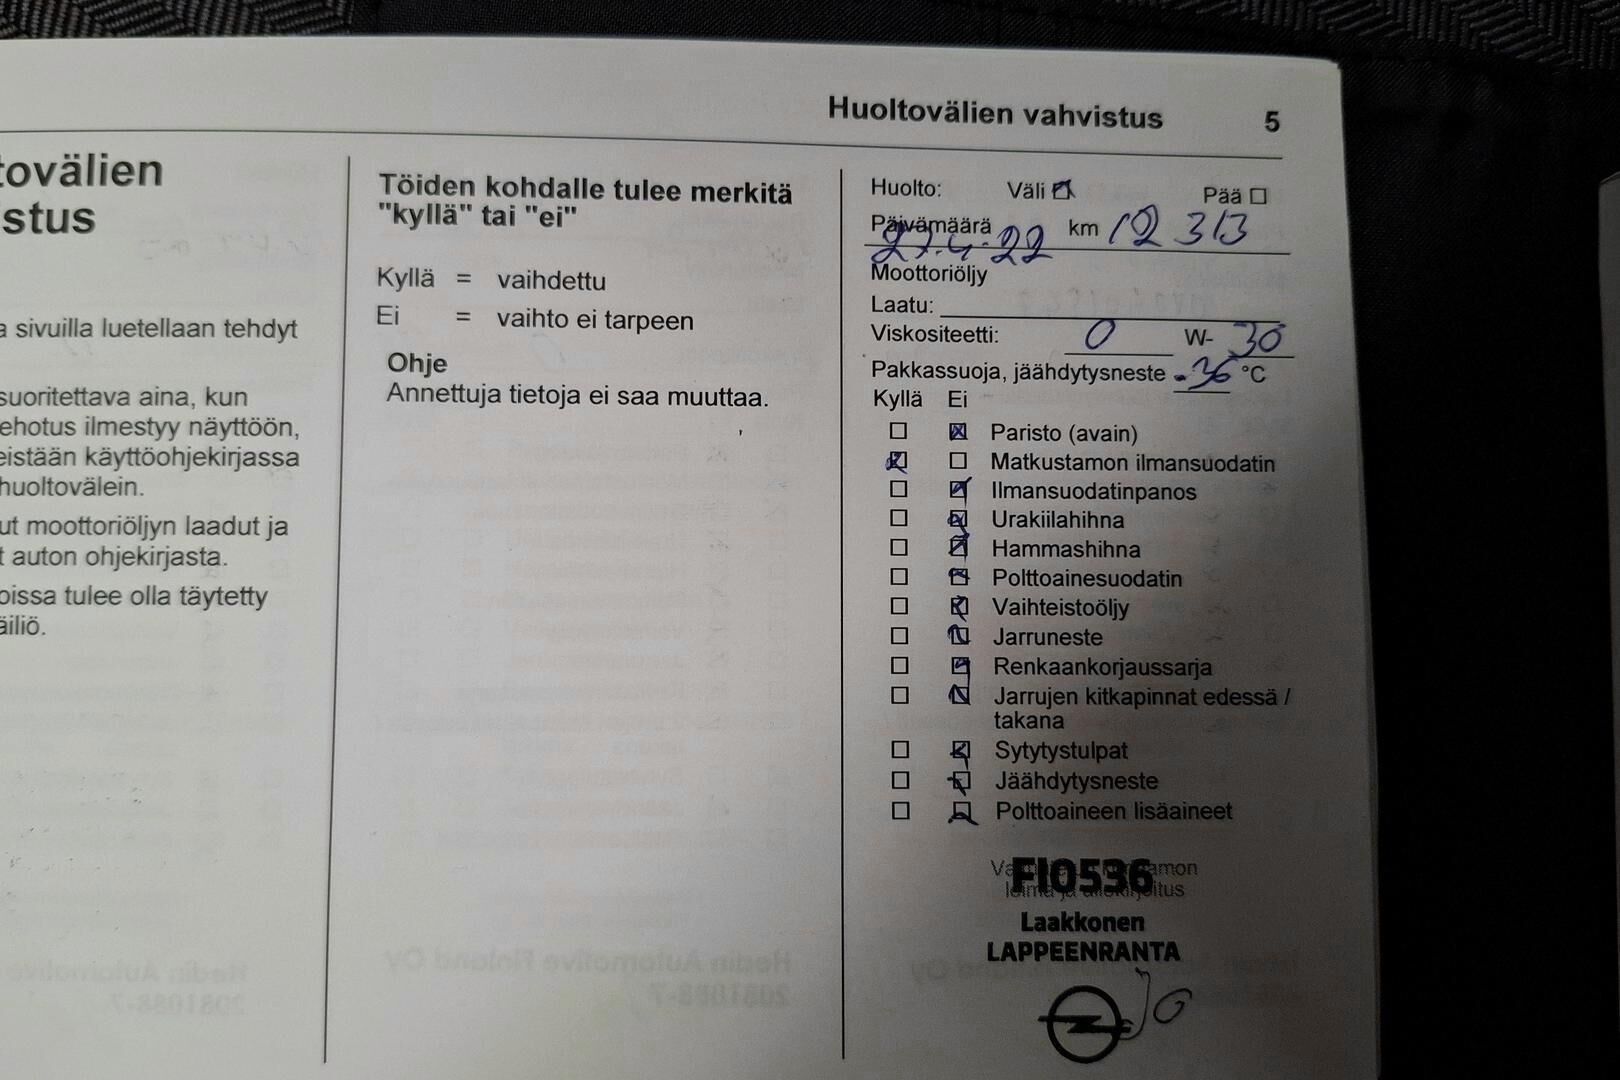 Huoltovälien vahvistus 5
tovälien
istus
a sivuilla luetellaan tehdyt
suoritettava aina, kun
ehotus ilmestyy näyttöön,
eistään käyttöohjekirjassa
huoltovälein.
ut moottoriöljyn laadut ja
t auton ohjekirjasta.
oissa tulee olla täytetty
äiliö.
Töiden kohdalle tulee merkitä
"kyllä" tai "ei"
Kyllä = vaihdettu
Ei = vaihto ei tarpeen
Ohje
Annettuja tietoja ei saa muuttaa.
Huolto: Väli ☒ Pää ☐
Päivämäärä 27.4.22 km 12 313
Moottoriöljy
Laatu:
Viskositeetti: 0 W- 30
Pakkassuoja, jäähdytysneste -36 °C
Kyllä Ei
☐ ☒ Paristo (avain)
☒ ☐ Matkustamon ilmansuodatin
☐ ☒ Ilmansuodatinpanos
☐ ☒ Urakiilahihna
☐ ☒ Hammashihna
☐ ☒ Polttoainesuodatin
☐ ☒ Vaihteistoöljy
☐ ☒ Jarruneste
☐ ☒ Renkaankorjaussarja
☐ ☒ Jarrujen kitkapinnat edessä /
takana
☐ ☒ Sytytystulpat
☐ ☒ Jäähdytysneste
☐ ☒ Polttoaineen lisäaineet
FI0536
Laakkonen
LAPPEENRANTA